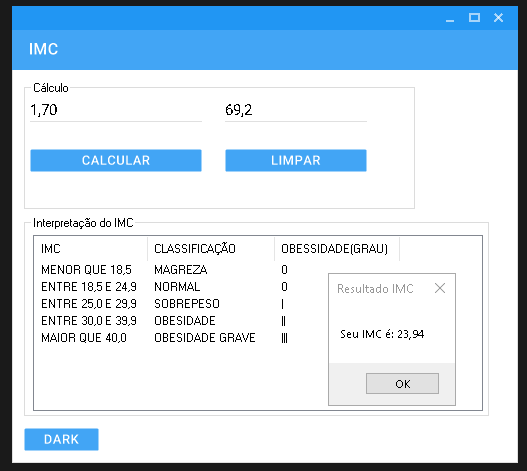 IMC
Cálculo
1,70 69,2
CALCULAR LIMPAR
Interpretação do IMC
IMC CLASSIFICAÇÃO OBESSIDADE(GRAU)
MENOR QUE 18,5 MAGREZA 0
ENTRE 18,5 E 24,9 NORMAL 0
ENTRE 25,0 E 29,9 SOBREPESO I
ENTRE 30,0 E 39,9 OBESIDADE II
MAIOR QUE 40,0 OBESIDADE GRAVE III
Resultado IMC
Seu IMC é: 23,94
OK
DARK